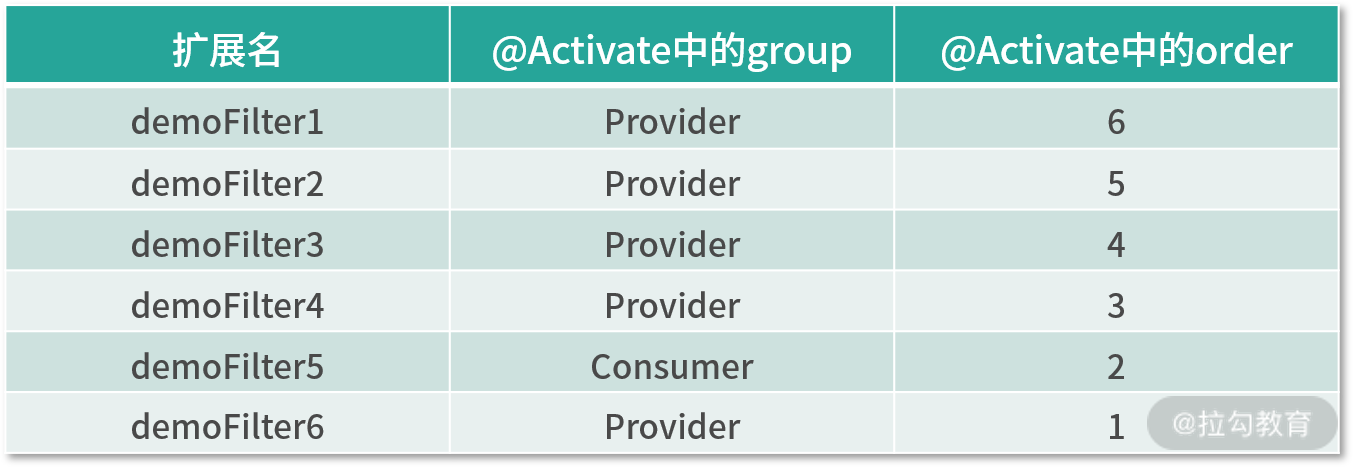 扩展名 @Activate中的group @Activate中的order
demoFilter1 Provider 6
demoFilter2 Provider 5
demoFilter3 Provider 4
demoFilter4 Provider 3
demoFilter5 Consumer 2
demoFilter6 Provider 1
@拉勾教育